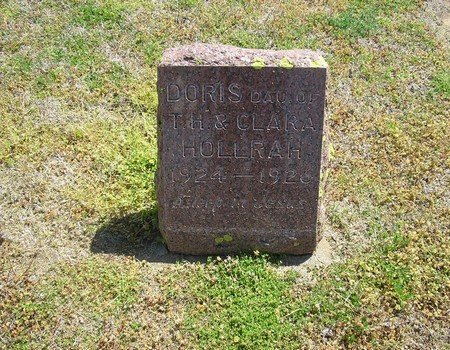 DORIS DAU OF
T.H. & CLARA
HOLLRAH
1924 — 1926
Asleep in Jesus